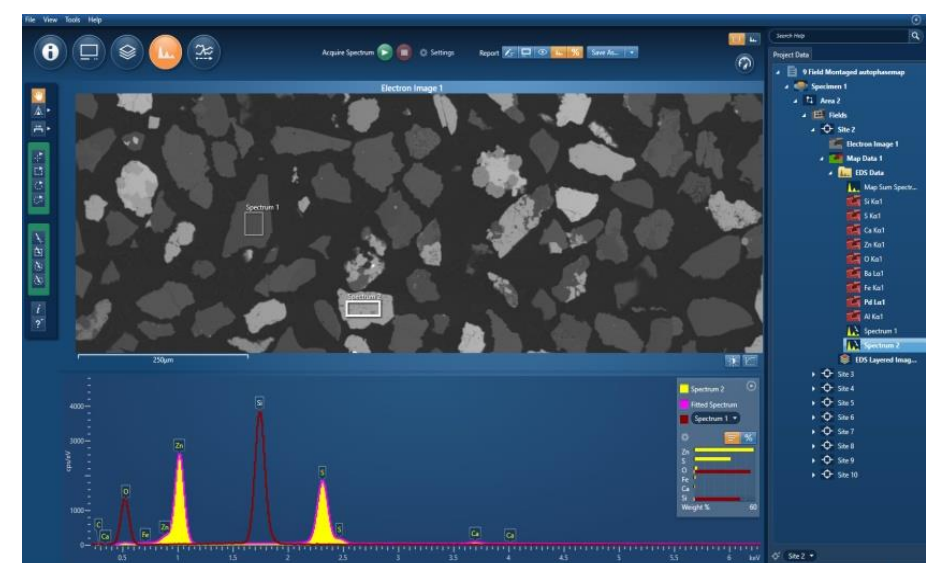 File View Tools Help
Acquire Spectrum Settings Report Save As...
Search Help
Project Data
9 Field Montaged autophasemap
Specimen 1
Area 2
Fields
Site 2
Electron Image 1
Map Data 1
EDS Data
Map Sum Spectr...
Si Kα1
S Kα1
Ca Kα1
Zn Kα1
O Kα1
Ba Lα1
Fe Kα1
Pd Lα1
Al Kα1
Spectrum 1
Spectrum 2
EDS Layered Imag...
Site 3
Site 4
Site 5
Site 6
Site 7
Site 8
Site 9
Site 10
Site 2
Electron Image 1
Spectrum 1
Spectrum 2
250µm
cps/eV
4000
3000
1000
0
C
Ca
O
Fe
Zn
Zn
Si
S
S
Ca
Ca
0.5 1 1.5 2 2.5 3 3.5 4 4.5 5 5.5 6 keV
Spectrum 2
Fitted Spectrum
Spectrum 1
%
Zn
S
O
Fe
Ca
Si
Weight % 60